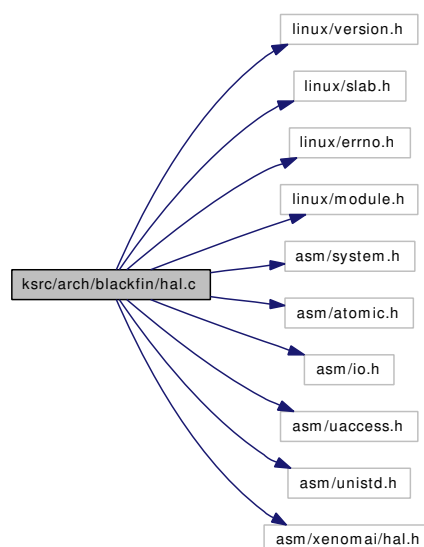 linux/version.h
linux/slab.h
linux/errno.h
linux/module.h
asm/system.h
ksrc/arch/blackfin/hal.c
asm/atomic.h
asm/io.h
asm/uaccess.h
asm/unistd.h
asm/xenomai/hal.h